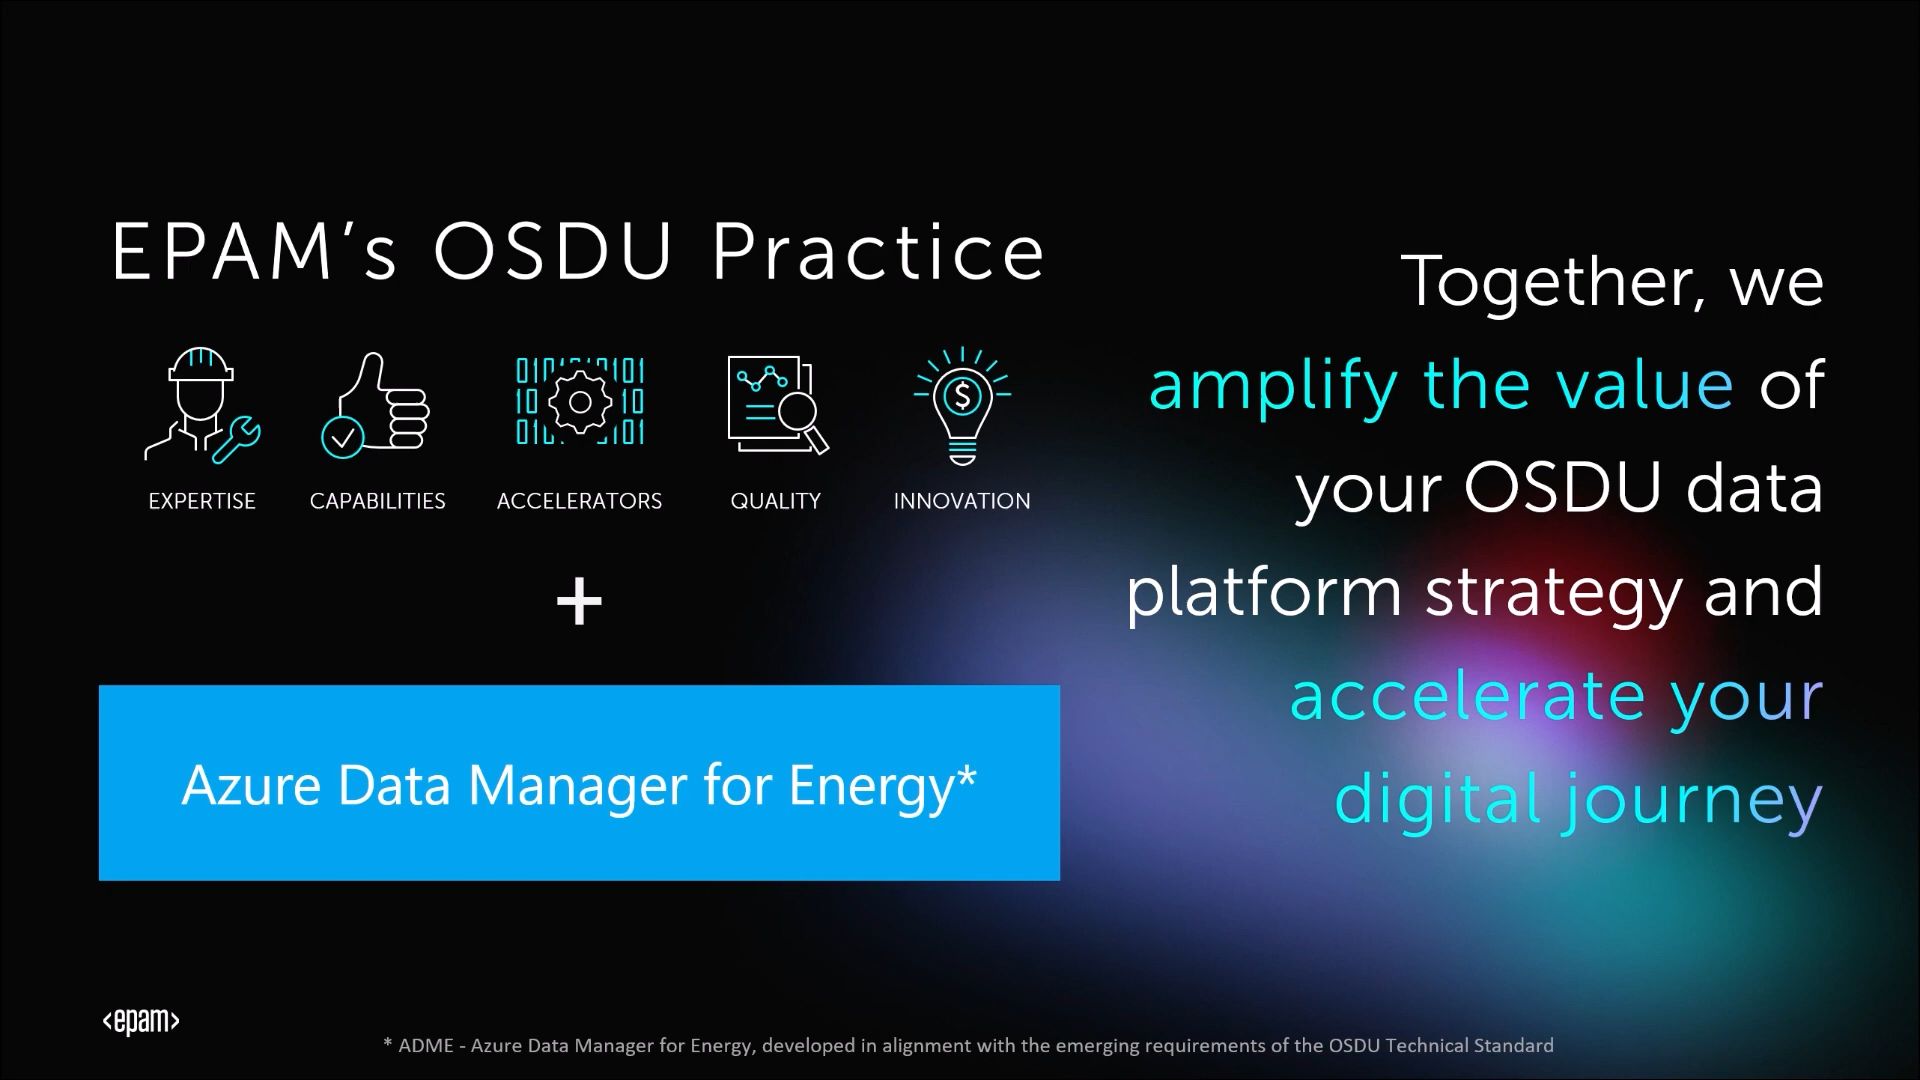 EPAM's OSDU Practice
EXPERTISE
CAPABILITIES
ACCELERATORS
QUALITY
INNOVATION
+
Azure Data Manager for Energy*
Together, we
amplify the value of
your OSDU data
platform strategy and
accelerate your
digital journey
<epam>
* ADME - Azure Data Manager for Energy, developed in alignment with the emerging requirements of the OSDU Technical Standard